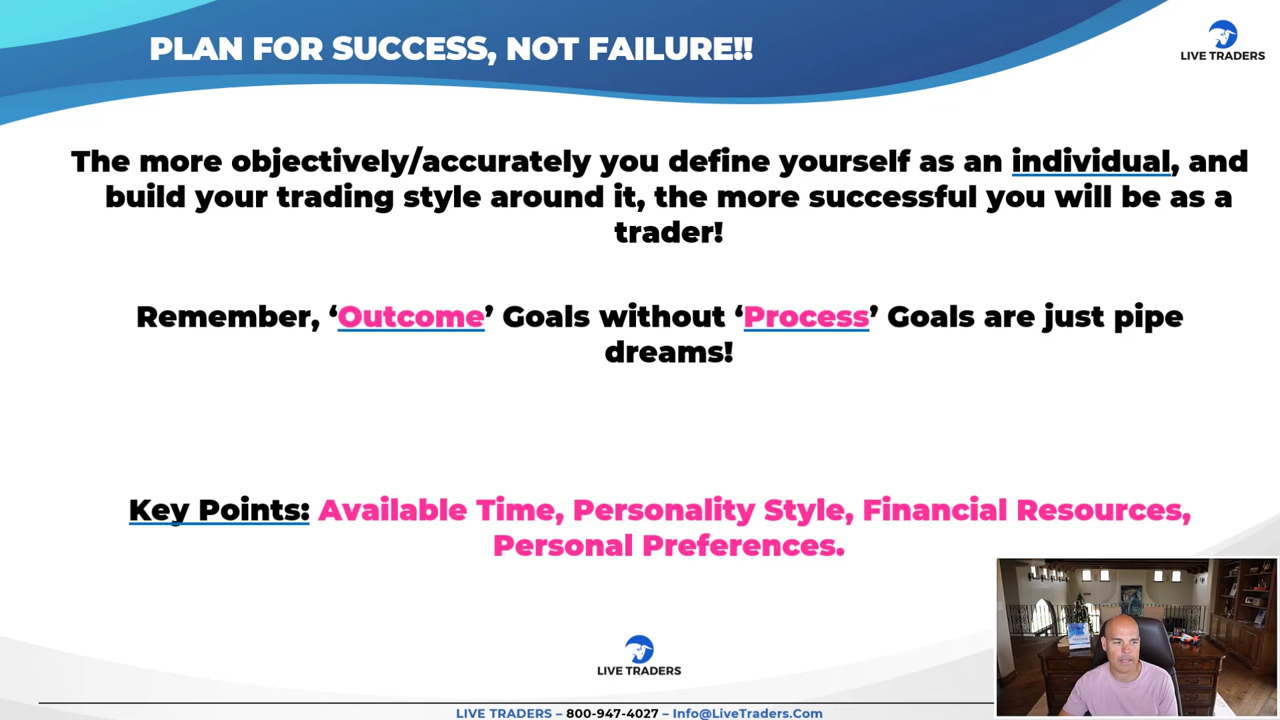 PLAN FOR SUCCESS, NOT FAILURE!!
LIVE TRADERS
The more objectively/accurately you define yourself as an individual, and
build your trading style around it, the more successful you will be as a
trader!
Remember, ‘Outcome’ Goals without ‘Process’ Goals are just pipe
dreams!
Key Points: Available Time, Personality Style, Financial Resources,
Personal Preferences.
LIVE TRADERS
LIVE TRADERS – 800-947-4027 – Info@LiveTraders.Com